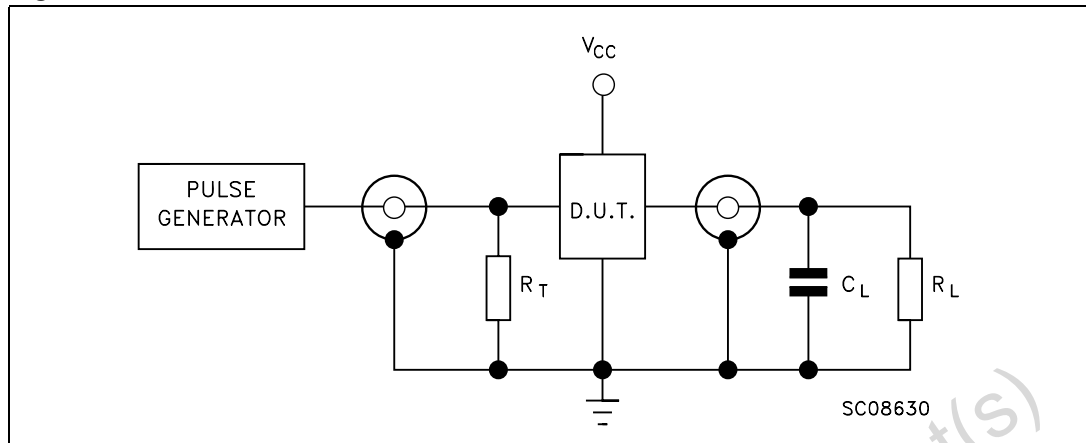 VCC
PULSE
GENERATOR
D.U.T.
RT
CL
RL
SC08630
t(s)